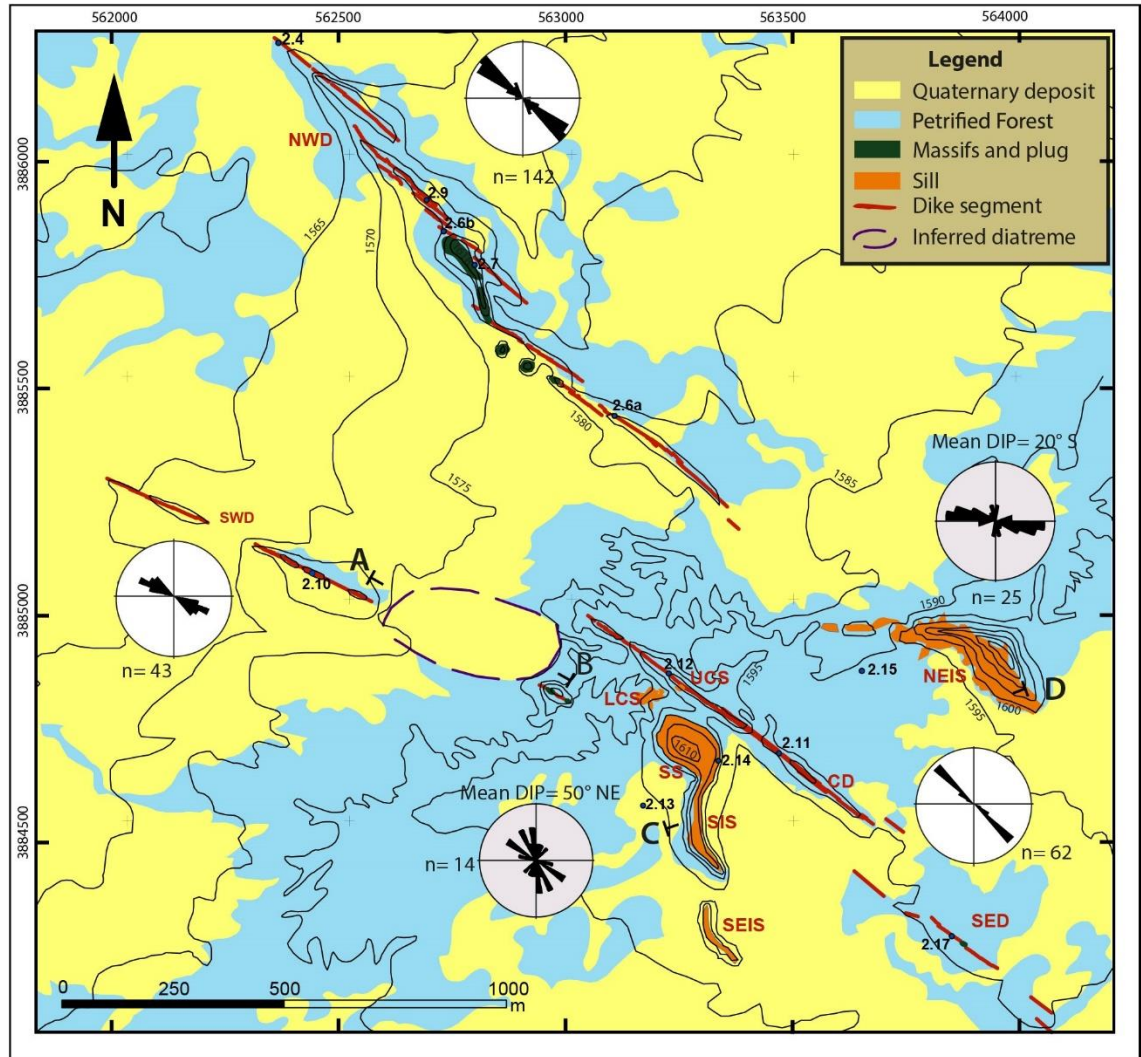 562000
562500
563000
563500
564000
2.4
Legend
Quaternary deposit
Petrified Forest
Massifs and plug
Sill
Dike segment
Inferred diatreme
NWD
n= 142
3886000
N
2.9
2.6b
2.7
1565
1570
3885500
2.6a
1580
1575
1585
Mean DIP= 20° S
SWD
A
2.10
n= 25
3885000
1590
n= 43
B
2.12
UCS
1595
2.15
LCS
NEIS
D
1600
1595
1610
2.11
SS
2.14
CD
Mean DIP= 50° NE
2.13
C
SIS
3884500
n= 14
n= 62
SEIS
SED
2.17
0
250
500
1000
m